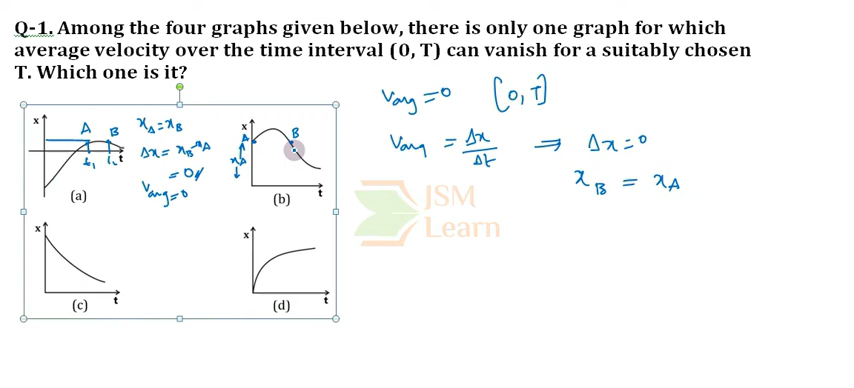 Q-1. Among the four graphs given below, there is only one graph for which
average velocity over the time interval (0, T) can vanish for a suitably chosen
T. Which one is it?
Vavg = 0 [0, T]
Vavg = Δx/Δt ⇒ Δx = 0
xB = xA
x A B t1 t2 t
xA = xB
Δx = xB - xA
= 0
Vavg = 0
(a)
x A B xA t
(b)
x t
(c)
x t
(d)
JSM
Learn